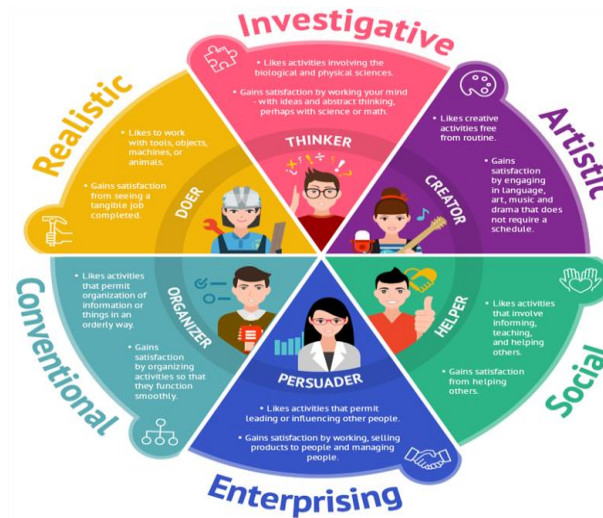 Investigative
• Likes activities involving the
biological and physical sciences.
• Gains satisfaction by working your mind
- with ideas and abstract thinking,
perhaps with science or math.
THINKER
Artistic
• Likes creative
activities free
from routine.
• Gains
satisfaction
by engaging
in language,
art, music and
drama that does
not require a
schedule.
CREATOR
Social
• Likes activities
that involve
informing,
teaching,
and helping
others.
• Gains satisfaction
from helping
others.
HELPER
Enterprising
PERSUADER
• Likes activities that permit
leading or influencing other people.
• Gains satisfaction by working, selling
products to people and managing
people.
Conventional
• Likes activities
that permit
organization of
information or
things in an
orderly way.
• Gains
satisfaction
by organizing
activities so that
they function
smoothly.
ORGANIZER
Realistic
• Likes to work
with tools, objects,
machines, or
animals.
• Gains satisfaction
from seeing a
tangible job
completed.
DOER